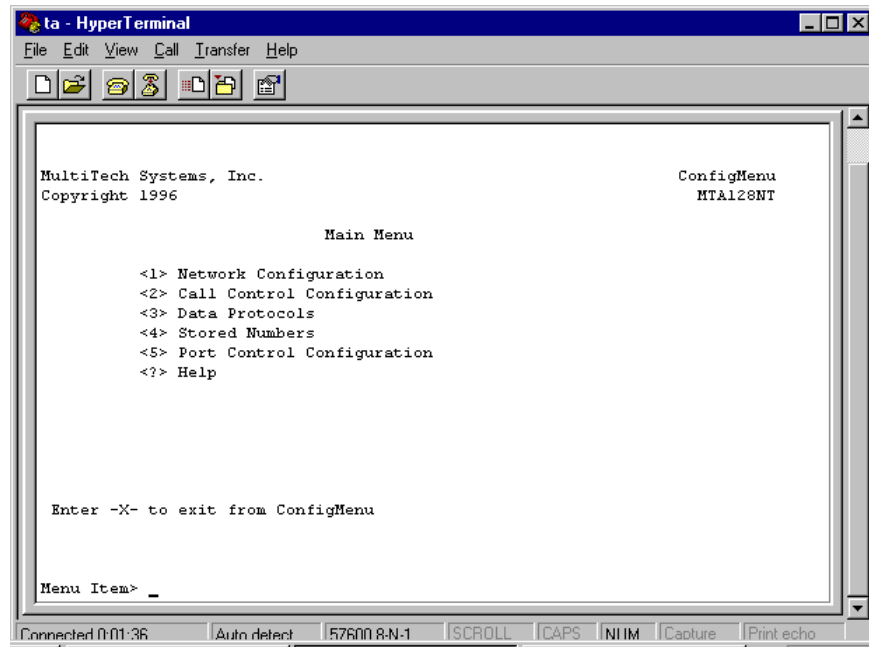 ta - HyperTerminal
File Edit View Call Transfer Help
MultiTech Systems, Inc. ConfigMenu
Copyright 1996 MTA128NT
Main Menu
<1> Network Configuration
<2> Call Control Configuration
<3> Data Protocols
<4> Stored Numbers
<5> Port Control Configuration
<?> Help
Enter -X- to exit from ConfigMenu
Menu Item> _
Connected 0:01:36 Auto detect 57600 8-N-1 SCROLL CAPS NUM Capture Print echo